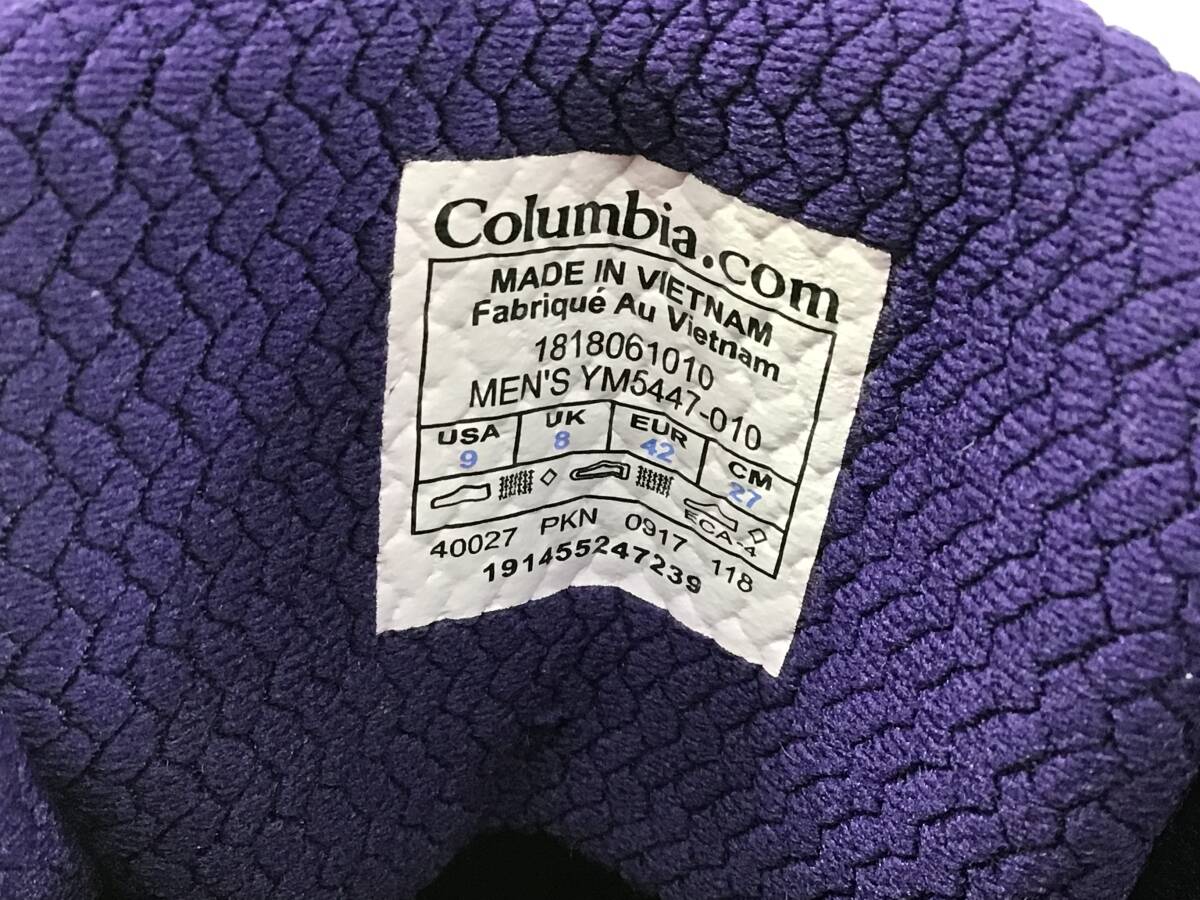 Columbia.com
MADE IN VIETNAM
Fabriqué Au Vietnam
1818061010
MEN'S YM5447-010
USA UK EUR CM
9 8 42 27
ECA-4
40027 PKN 0917 118
191455247239